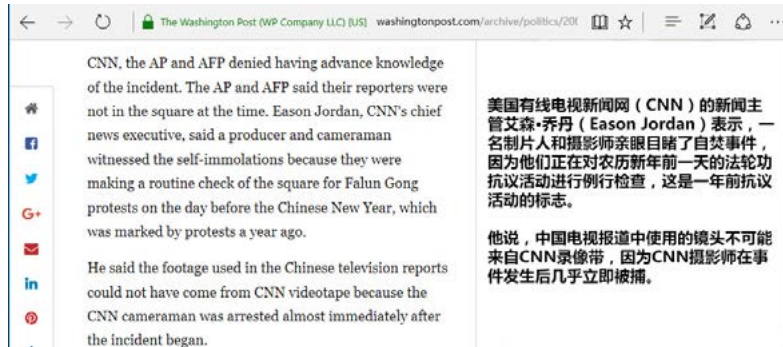 The Washington Post (WP Company LLC) [US] washingtonpost.com/archive/politics/200
CNN, the AP and AFP denied having advance knowledge
of the incident. The AP and AFP said their reporters were
not in the square at the time. Eason Jordan, CNN's chief
news executive, said a producer and cameraman
witnessed the self-immolations because they were
making a routine check of the square for Falun Gong
protests on the day before the Chinese New Year, which
was marked by protests a year ago.
He said the footage used in the Chinese television reports
could not have come from CNN videotape because the
CNN cameraman was arrested almost immediately after
the incident began.
G+
in
美国有线电视新闻网（CNN）的新闻主
管艾森•乔丹（Eason Jordan）表示，一
名制片人和摄影师亲眼目睹了自焚事件，
因为他们正在对农历新年前一天的法轮功
抗议活动进行例行检查，这是一年前抗议
活动的标志。
他说，中国电视报道中使用的镜头不可能
来自CNN录像带，因为CNN摄影师在事
件发生后几乎立即被捕。